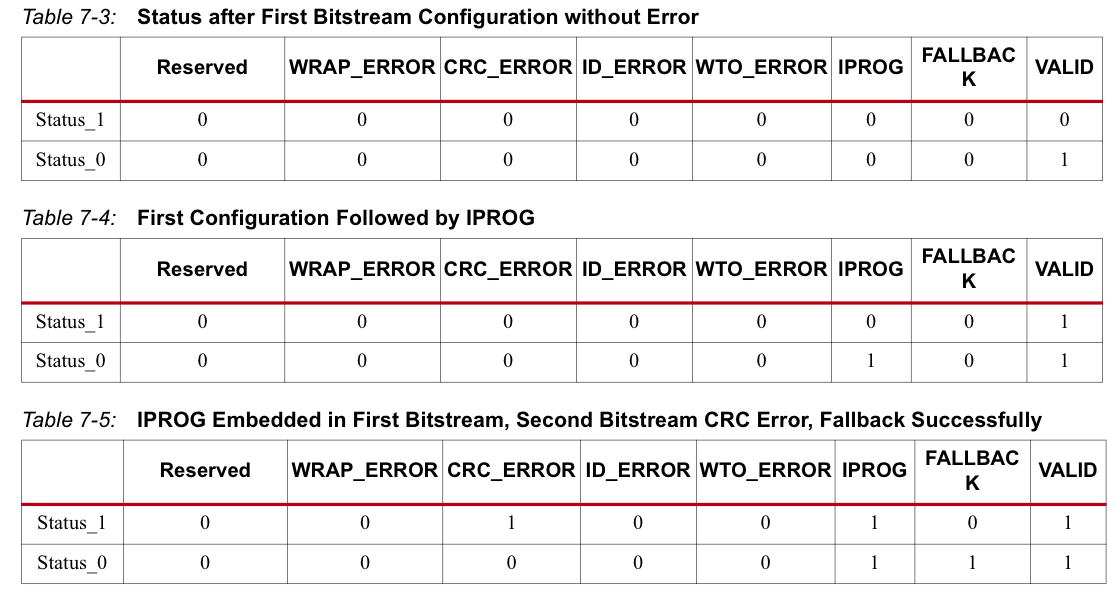 Table 7-3: Status after First Bitstream Configuration without Error
Reserved WRAP_ERROR CRC_ERROR ID_ERROR WTO_ERROR IPROG FALLBAC
K VALID
Status_1 0 0 0 0 0 0 0 0
Status_0 0 0 0 0 0 0 0 1
Table 7-4: First Configuration Followed by IPROG
Reserved WRAP_ERROR CRC_ERROR ID_ERROR WTO_ERROR IPROG FALLBAC
K VALID
Status_1 0 0 0 0 0 0 0 1
Status_0 0 0 0 0 0 1 0 1
Table 7-5: IPROG Embedded in First Bitstream, Second Bitstream CRC Error, Fallback Successfully
Reserved WRAP_ERROR CRC_ERROR ID_ERROR WTO_ERROR IPROG FALLBAC
K VALID
Status_1 0 0 1 0 0 1 0 1
Status_0 0 0 0 0 0 1 1 1